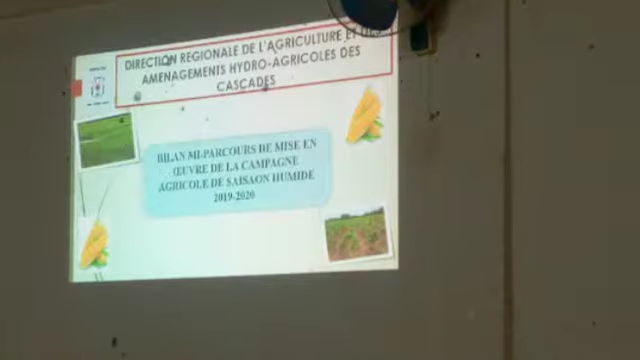 DIRECTION REGIONALE DE L'AGRICULTURE ET DES
AMENAGEMENTS HYDRO-AGRICOLES DES
CASCADES
BILAN MI-PARCOURS DE MISE EN
ŒUVRE DE LA CAMPAGNE
AGRICOLE DE SAISAON HUMIDE
2019-2020